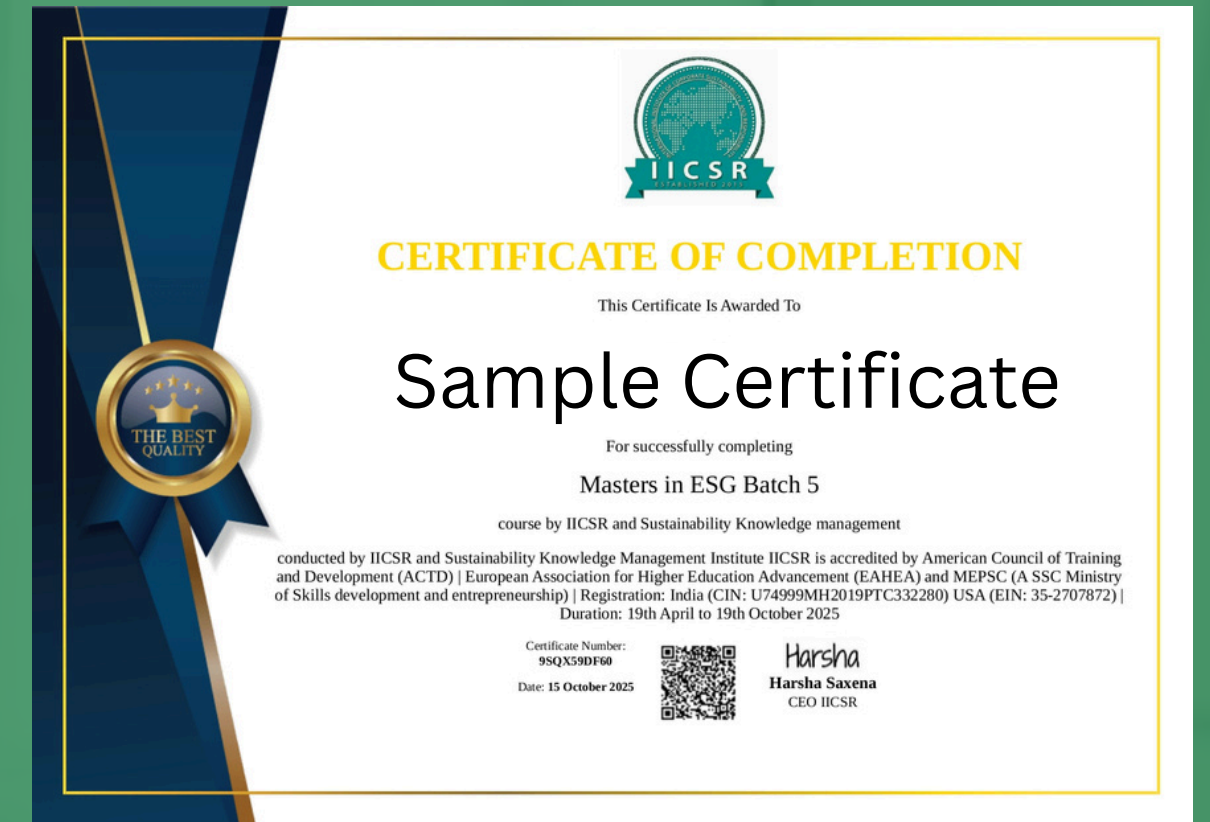 IICSR
ESTABLISHED 2013
CERTIFICATE OF COMPLETION
This Certificate Is Awarded To
Sample Certificate
For successfully completing
Masters in ESG Batch 5
course by IICSR and Sustainability Knowledge management
conducted by IICSR and Sustainability Knowledge Management Institute IICSR is accredited by American Council of Training
and Development (ACTD) | European Association for Higher Education Advancement (EAHEA) and MEPSC (A SSC Ministry
of Skills development and entrepreneurship) | Registration: India (CIN: U74999MH2019PTC332280) USA (EIN: 35-2707872) |
Duration: 19th April to 19th October 2025
THE BEST
QUALITY
Certificate Number:
9SQX59DF60
Date: 15 October 2025
Harsha
Harsha Saxena
CEO IICSR